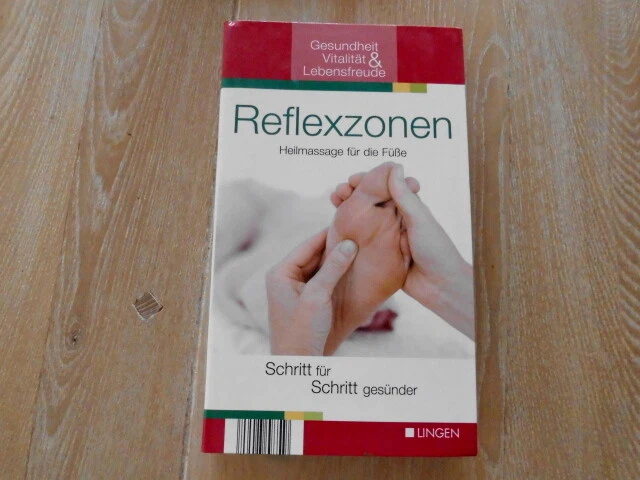 Gesundheit
Vitalität &
Lebensfreude
Reflexzonen
Heilmassage für die Füße
Schritt für
Schritt gesünder
LINGEN